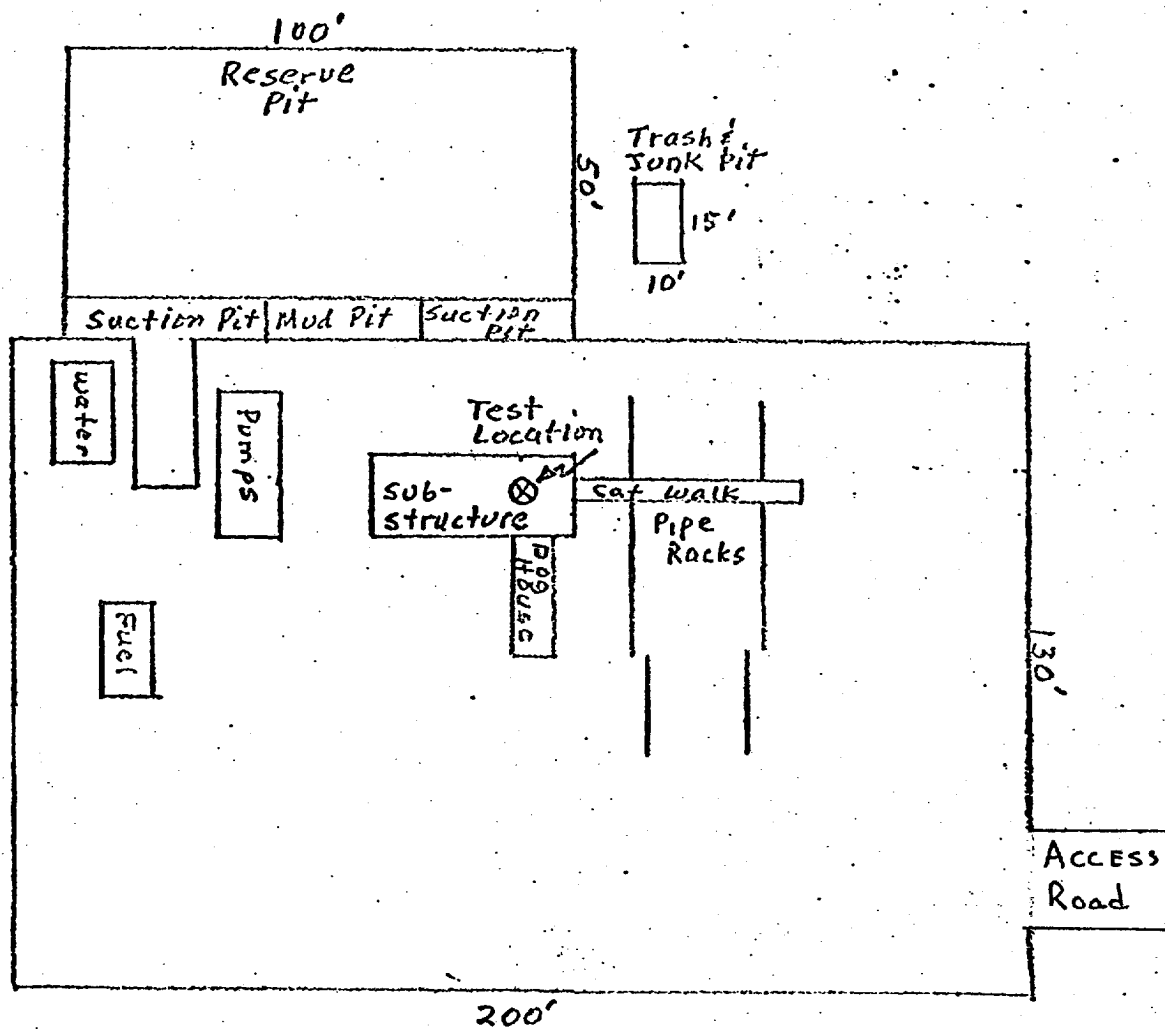 100'
Reserve
Pit
50'
Trash &
Junk Pit
15'
10'
Suction Pit
Mud Pit
Suction
Pit
water
Pumps
Test
Location
Sub-
structure
Cat walk
Pipe
Racks
Dog
House
Fuel
130'
Access
Road
200'